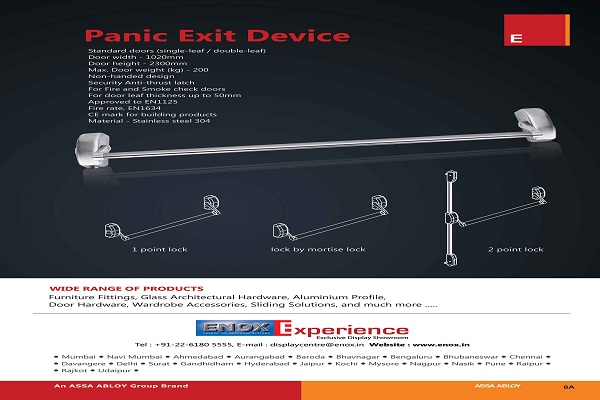 Panic Exit Device
E
Standard doors (single-leaf / double-leaf)
Door width - 1020mm
Door height - 2300mm
Max. Door weight (kg) - 200
Non-handed design
Security Anti-thrust latch
For Fire and Smoke check doors
For door leaf thickness up to 50mm
Approved to EN1125
Fire rate, EN1634
CE mark for building products
Material - Stainless steel 304
1 point lock
lock by mortise lock
2 point lock
WIDE RANGE OF PRODUCTS
Furniture Fittings, Glass Architectural Hardware, Aluminium Profile,
Door Hardware, Wardrobe Accessories, Sliding Solutions, and much more .....
ENOX Experience
Exclusive Display Showroom
Tel : +91-22-6180 5555, E-mail : displaycentre@enox.in Website : www.enox.in
• Mumbai • Navi Mumbai • Ahmedabad • Aurangabad • Baroda • Bhavnagar • Bengaluru • Bhubaneswar • Chennai •
• Davangere • Delhi • Surat • Gandhidham • Hyderabad • Jaipur • Kochi • Mysore • Nagpur • Nasik • Pune • Raipur •
• Rajkot • Udaipur •
An ASSA ABLOY Group Brand
ASSA ABLOY
8A